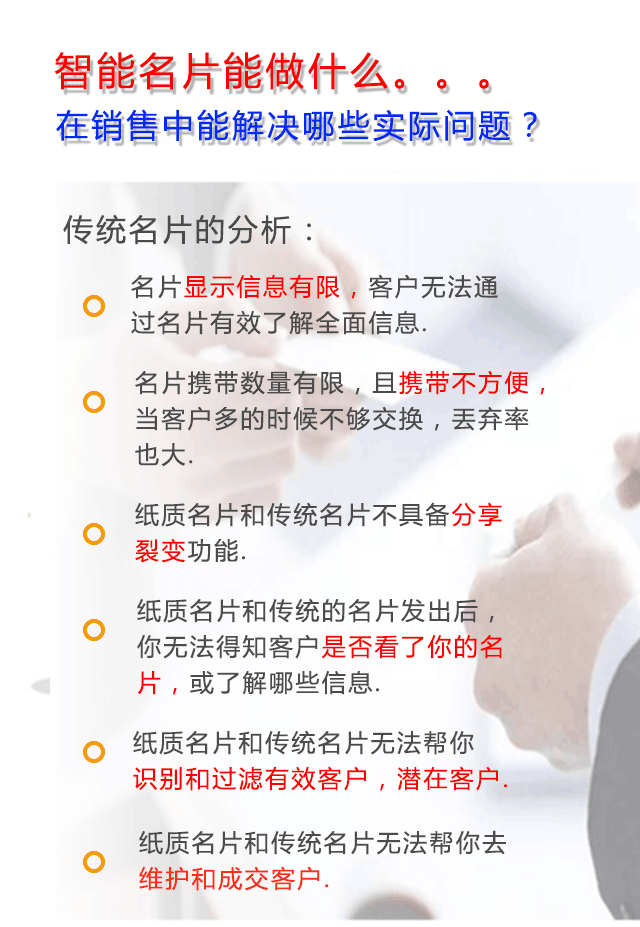 智能名片能做什么。。。
在销售中能解决哪些实际问题？
传统名片的分析：
名片显示信息有限，客户无法通
过名片有效了解全面信息.
名片携带数量有限，且携带不方便，
当客户多的时候不够交换，丢弃率
也大.
纸质名片和传统名片不具备分享
裂变功能.
纸质名片和传统的名片发出后，
你无法得知客户是否看了你的名
片，或了解哪些信息.
纸质名片和传统名片无法帮你
识别和过滤有效客户，潜在客户.
纸质名片和传统名片无法帮你去
维护和成交客户.